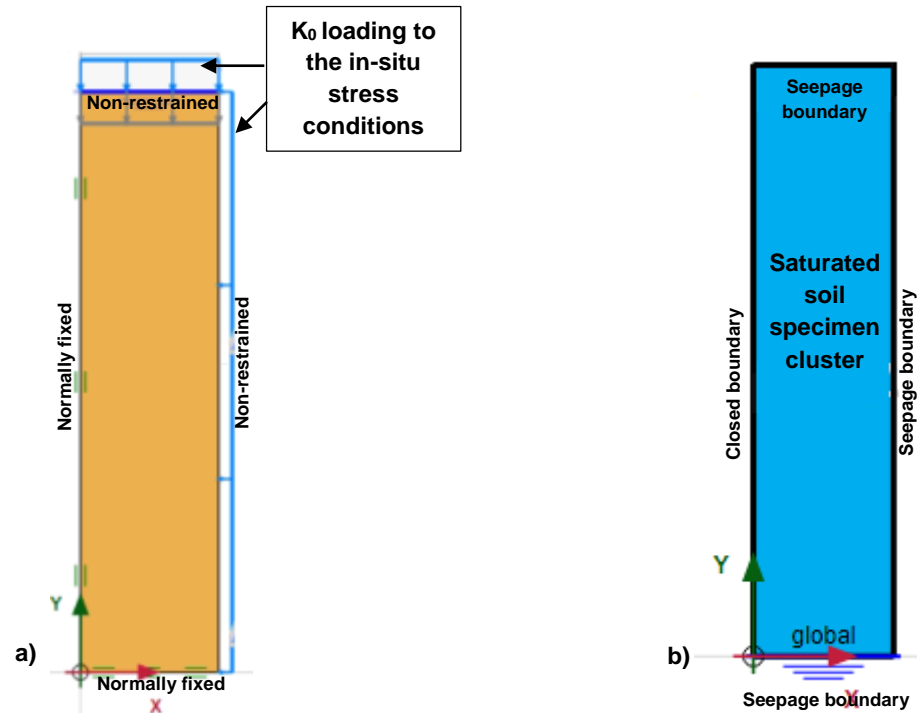 K₀ loading to
the in-situ
stress
conditions
Non-restrained
Normally fixed
Non-restrained
Y
a)
Normally fixed
X
Seepage
boundary
Saturated
soil
specimen
cluster
Closed boundary
Seepage boundary
Y
global
b)
X
Seepage boundary